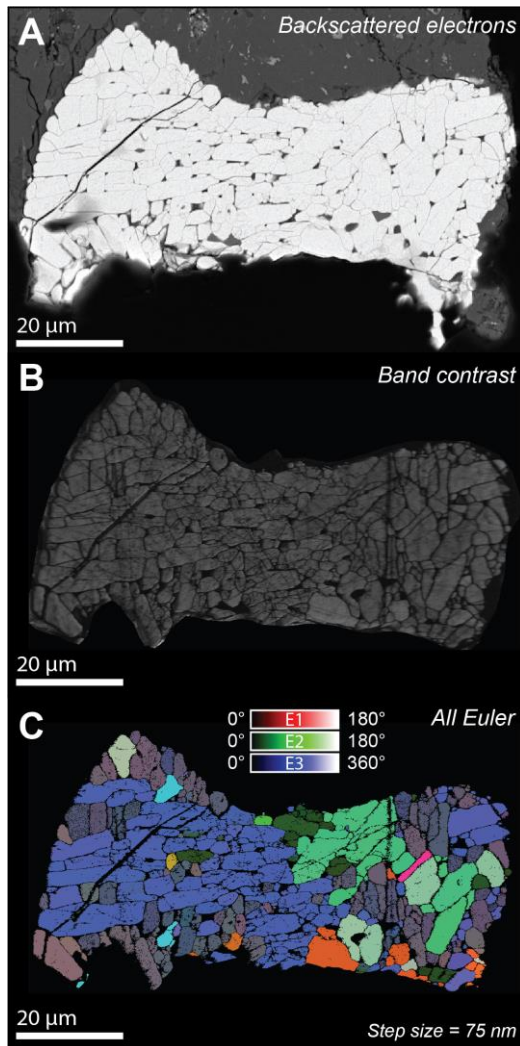 A
Backscattered electrons
20 µm
B
Band contrast
20 µm
C
All Euler
0° E1 180°
0° E2 180°
0° E3 360°
20 µm
Step size = 75 nm